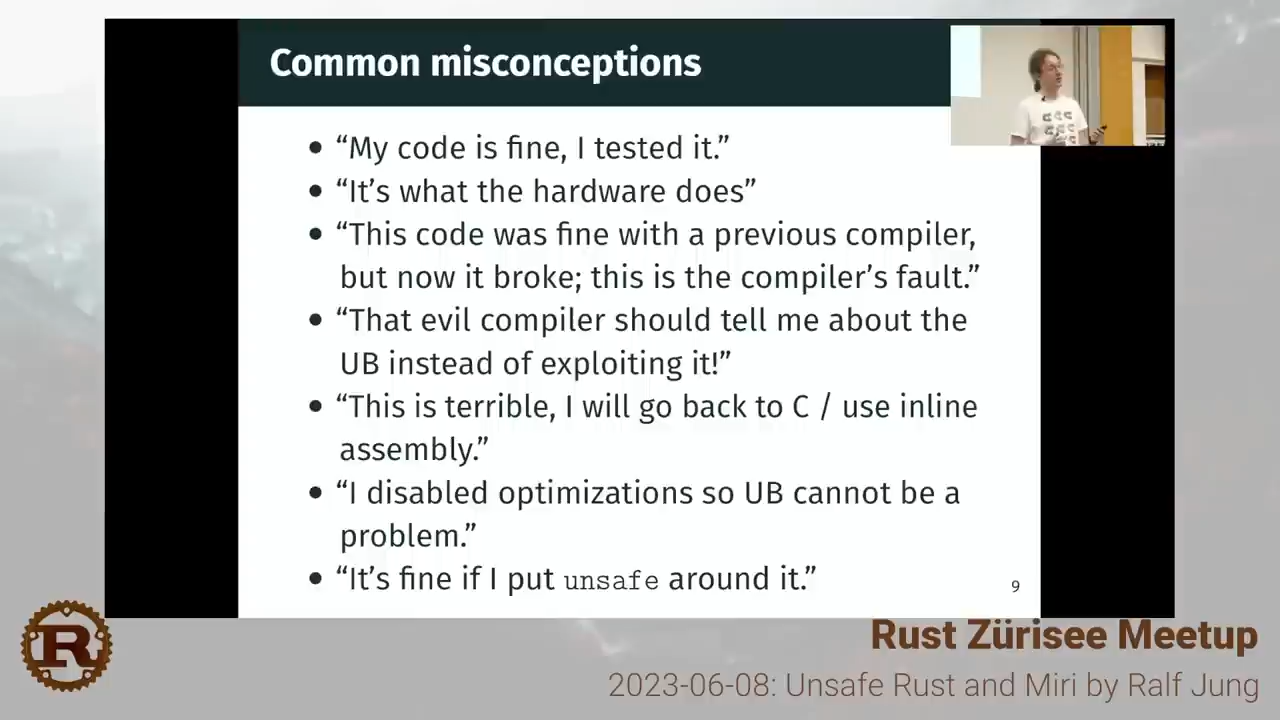 Common misconceptions
• “My code is fine, I tested it.”
• “It’s what the hardware does”
• “This code was fine with a previous compiler,
but now it broke; this is the compiler’s fault.”
• “That evil compiler should tell me about the
UB instead of exploiting it!”
• “This is terrible, I will go back to C / use inline
assembly.”
• “I disabled optimizations so UB cannot be a
problem.”
• “It’s fine if I put unsafe around it.”
9
R
Rust Zürisee Meetup
2023-06-08: Unsafe Rust and Miri by Ralf Jung